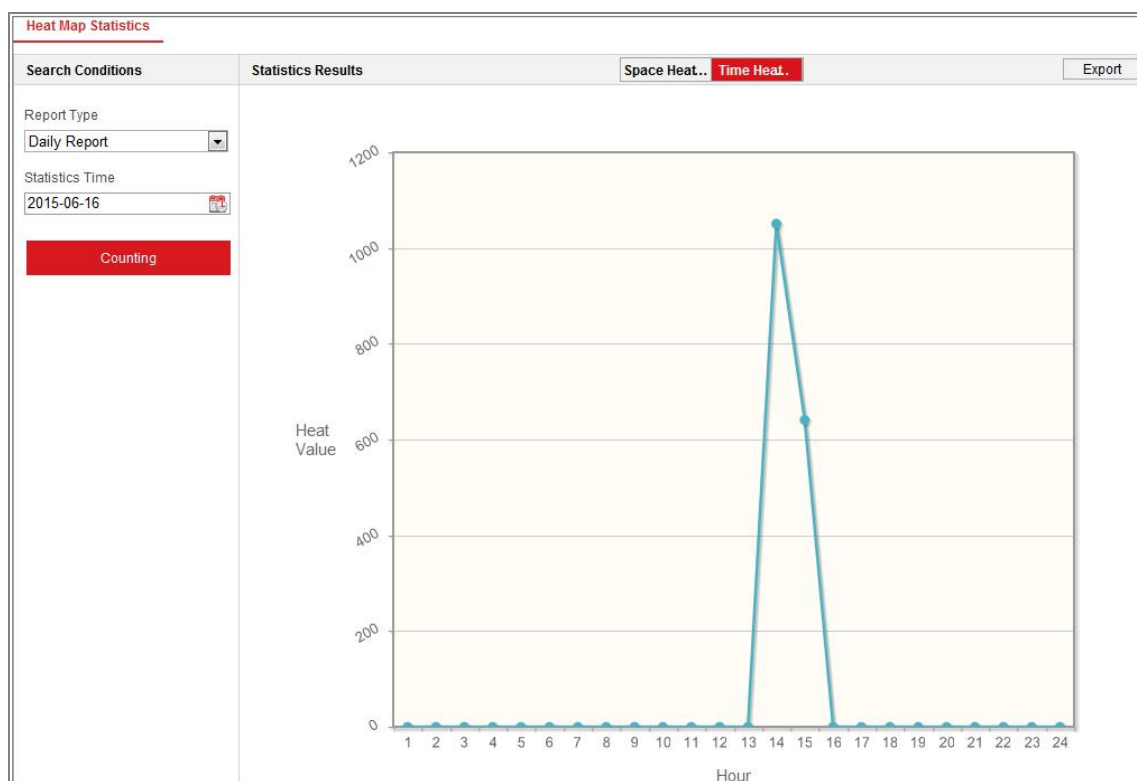 Heat Map Statistics
Search Conditions
Statistics Results
Space Heat...
Time Heat..
Export
Report Type
Daily Report
Statistics Time
2015-06-16
Counting
1200
1000
800
600
400
200
0
Heat
Value
1 2 3 4 5 6 7 8 9 10 11 12 13 14 15 16 17 18 19 20 21 22 23 24
Hour